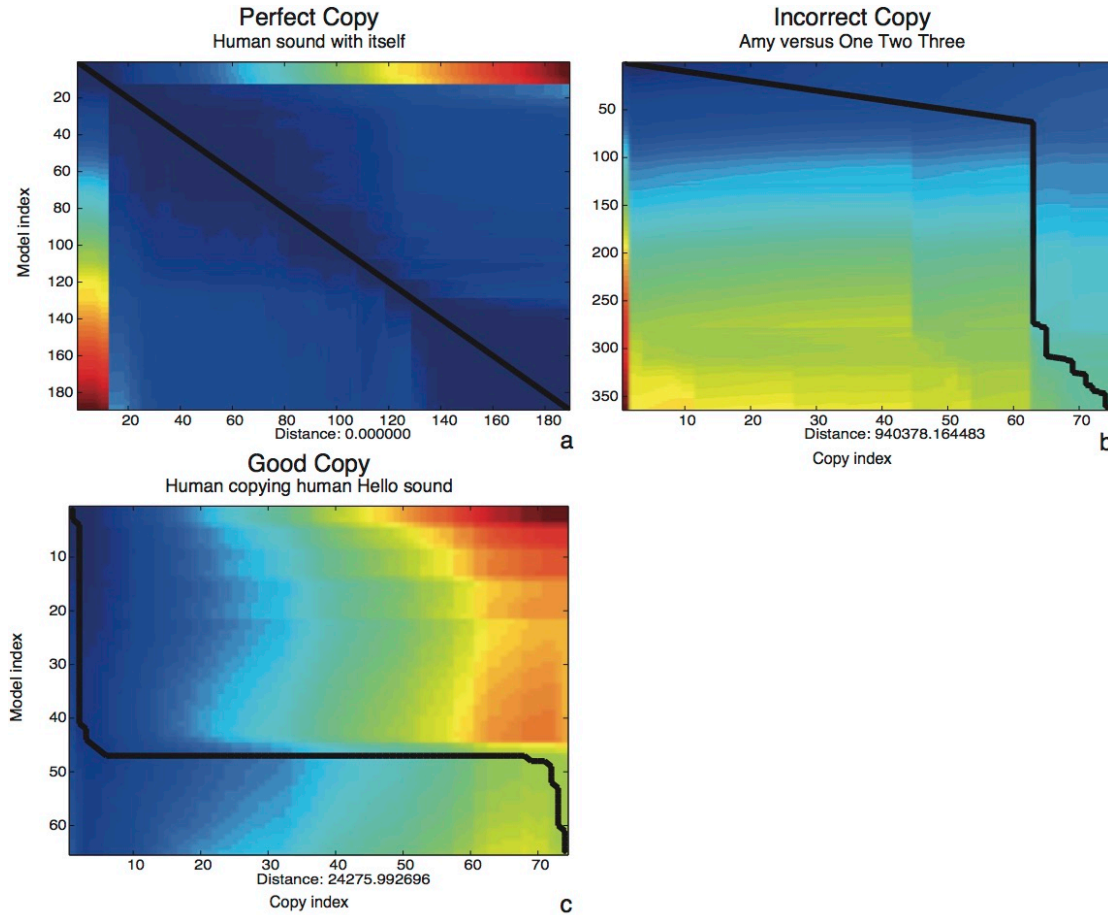 Perfect Copy
Human sound with itself
Model index
20
40
60
80
100
120
140
160
180
20 40 60 80 100 120 140 160 180
Distance: 0.000000
a
Incorrect Copy
Amy versus One Two Three
50
100
150
200
250
300
350
10 20 30 40 50 60 70
Distance: 940378.164483
Copy index
b
Good Copy
Human copying human Hello sound
Model index
10
20
30
40
50
60
10 20 30 40 50 60 70
Distance: 24275.992696
Copy index
c